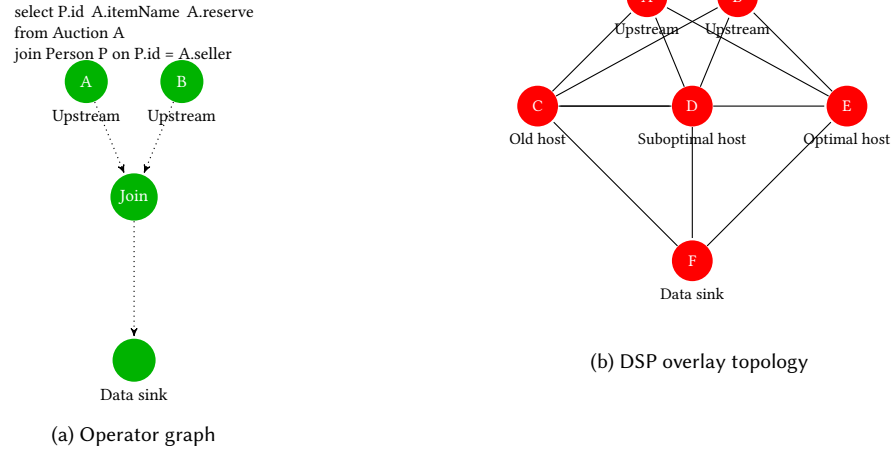 select P.id A.itemName A.reserve
from Auction A
join Person P on P.id = A.seller
A B
Upstream Upstream
Join
Data sink
(a) Operator graph
A B
Upstream Upstream
C D E
Old host Suboptimal host Optimal host
F
Data sink
(b) DSP overlay topology